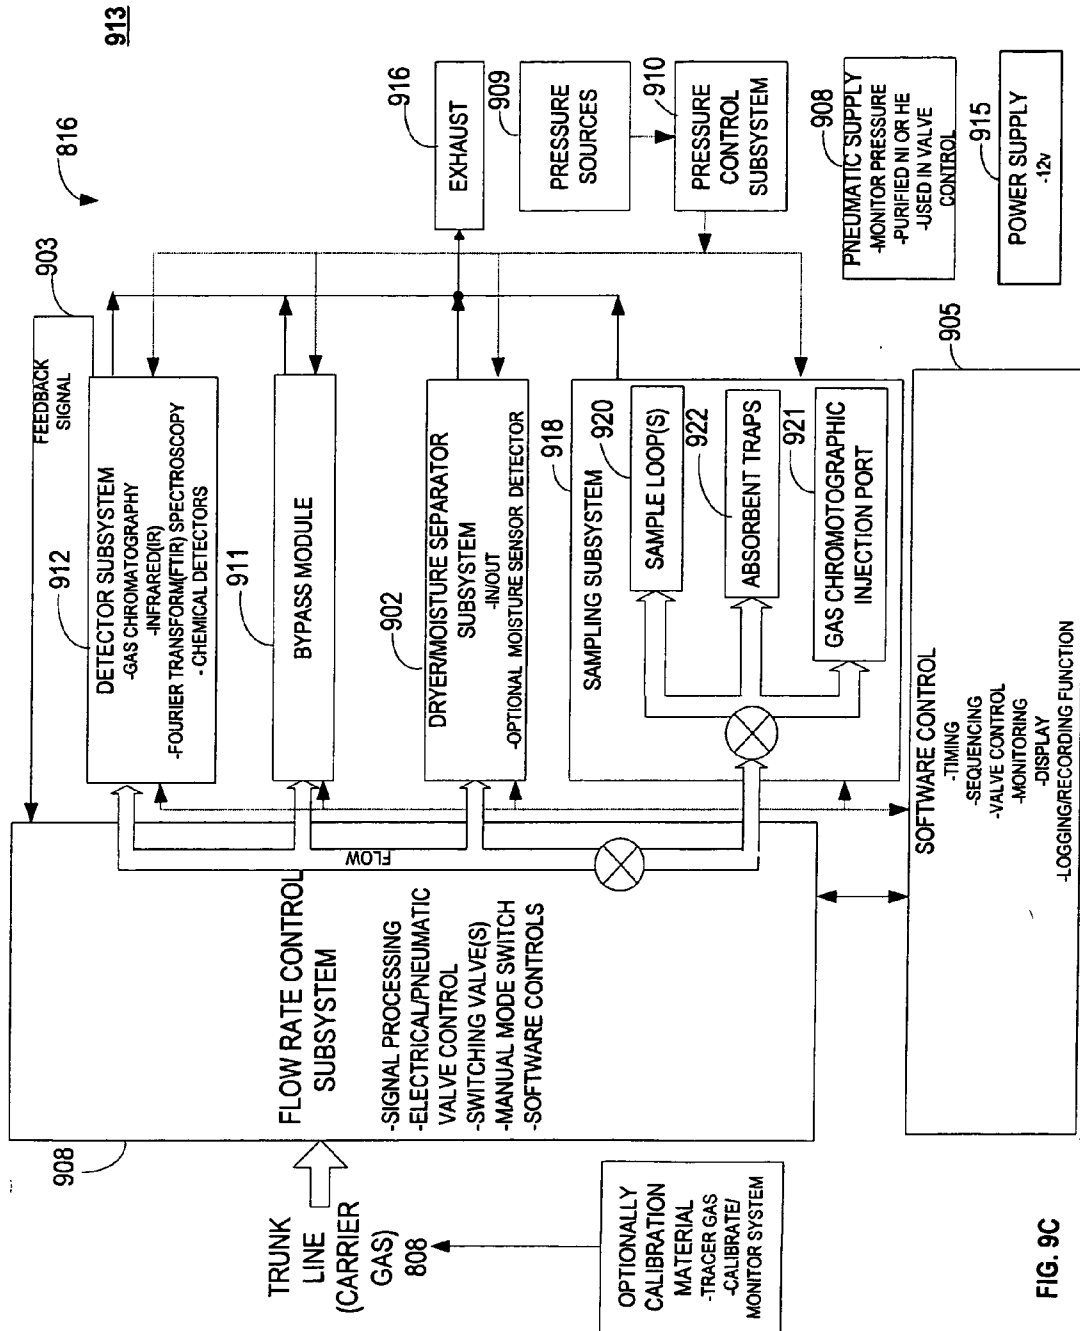 913
816
TRUNK
LINE
(CARRIER
GAS)
808
OPTIONALLY
CALIBRATION
MATERIAL
-TRACER GAS
-CALIBRATE/
MONITOR SYSTEM
908
FLOW RATE CONTROL
SUBSYSTEM
-SIGNAL PROCESSING
-ELECTRICAL/PNEUMATIC
VALVE CONTROL
-SWITCHING VALVE(S)
-MANUAL MODE SWITCH
-SOFTWARE CONTROLS
FLOW
FEEDBACK
SIGNAL
903
912
DETECTOR SUBSYSTEM
-GAS CHROMATOGRAPHY
-INFRARED(IR)
-FOURIER TRANSFORM(FTIR) SPECTROSCOPY
- CHEMICAL DETECTORS
911
BYPASS MODULE
902
DRYER/MOISTURE SEPARATOR
SUBSYSTEM
-IN/OUT
-OPTIONAL MOISTURE SENSOR DETECTOR
918
SAMPLING SUBSYSTEM
920
SAMPLE LOOP(S)
922
ABSORBENT TRAPS
921
GAS CHROMOTOGRAPHIC
INJECTION PORT
905
SOFTWARE CONTROL
-TIMING
-SEQUENCING
-VALVE CONTROL
-MONITORING
-DISPLAY
-LOGGING/RECORDING FUNCTION
916
EXHAUST
909
PRESSURE
SOURCES
910
PRESSURE
CONTROL
SUBSYSTEM
908
PNEUMATIC SUPPLY
-MONITOR PRESSURE
-PURIFIED NI OR HE
-USED IN VALVE
CONTROL
915
POWER SUPPLY
-12v
FIG. 9C